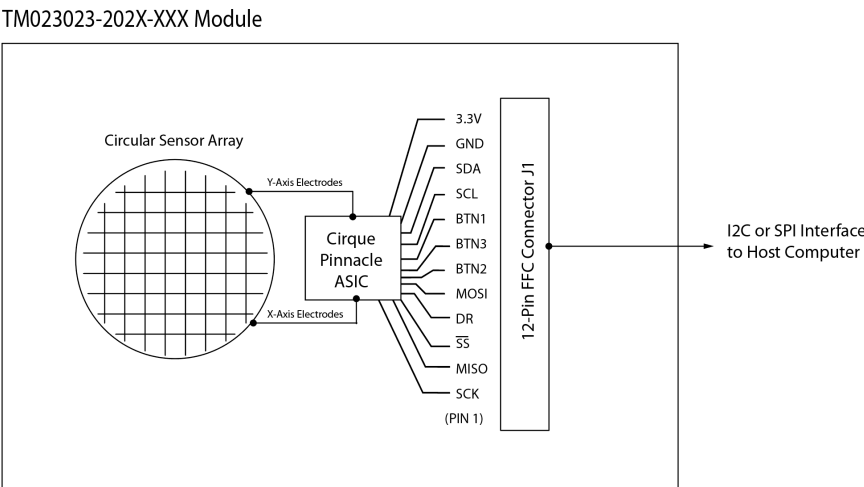 TM023023-202X-XXX Module
Circular Sensor Array
Y-Axis Electrodes
X-Axis Electrodes
Cirque
Pinnacle
ASIC
3.3V
GND
SDA
SCL
BTN1
BTN3
BTN2
MOSI
DR
S̅S̅
MISO
SCK
(PIN 1)
12-Pin FFC Connector J1
I2C or SPI Interface
to Host Computer